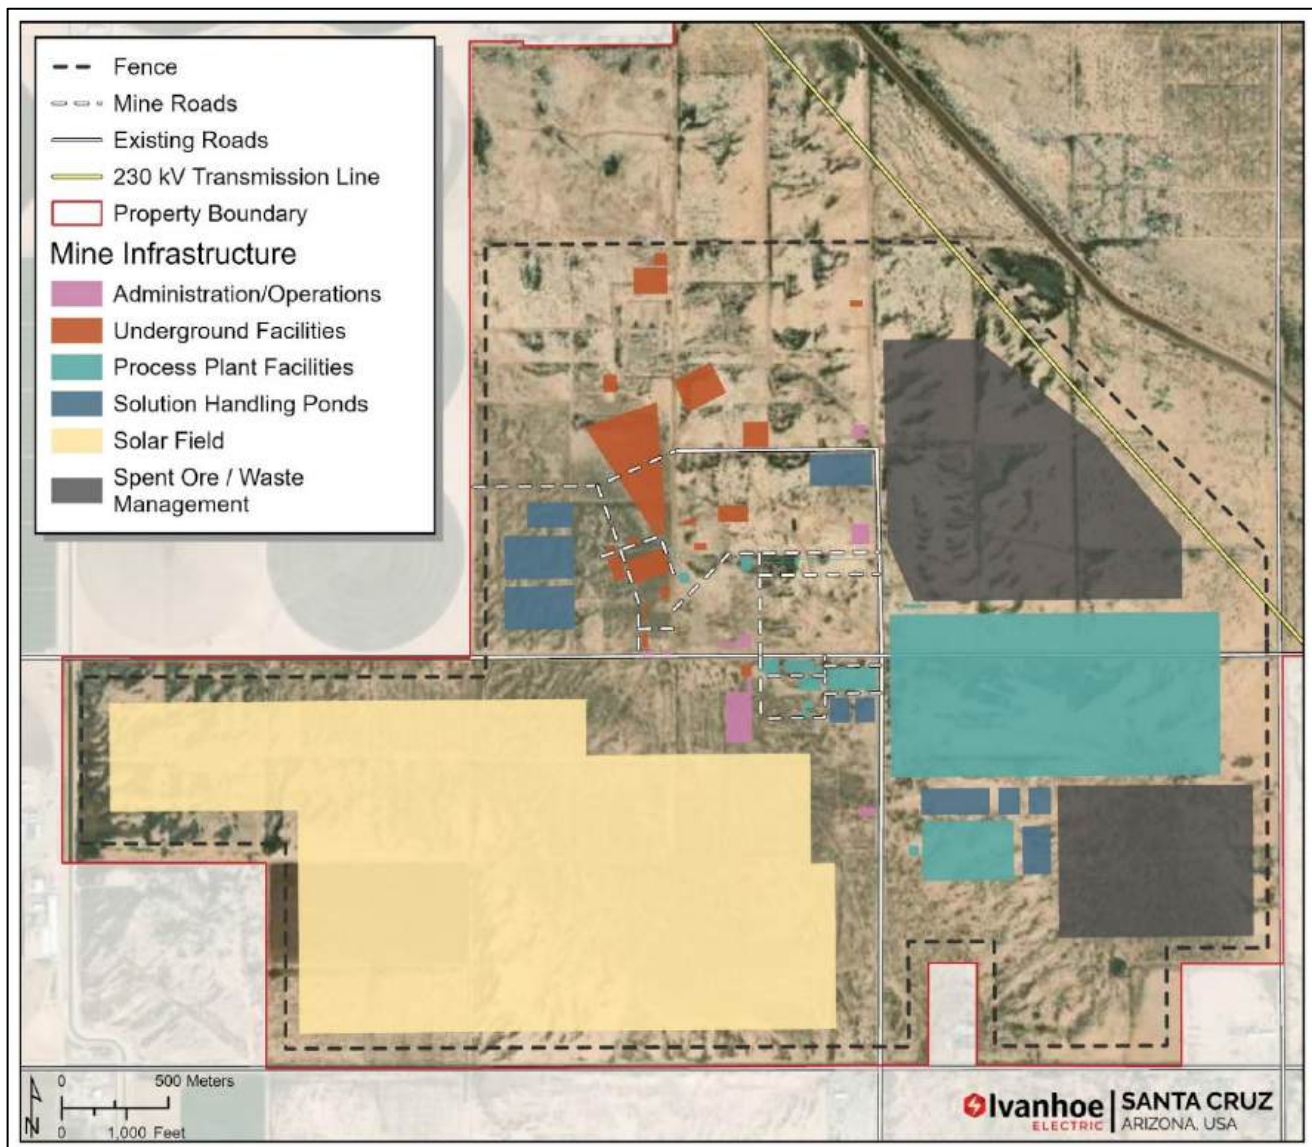 Fence
Mine Roads
Existing Roads
230 kV Transmission Line
Property Boundary
Mine Infrastructure
Administration/Operations
Underground Facilities
Process Plant Facilities
Solution Handling Ponds
Solar Field
Spent Ore / Waste
Management
N
0 500 Meters
0 1,000 Feet
Ivanhoe
ELECTRIC
SANTA CRUZ
ARIZONA, USA